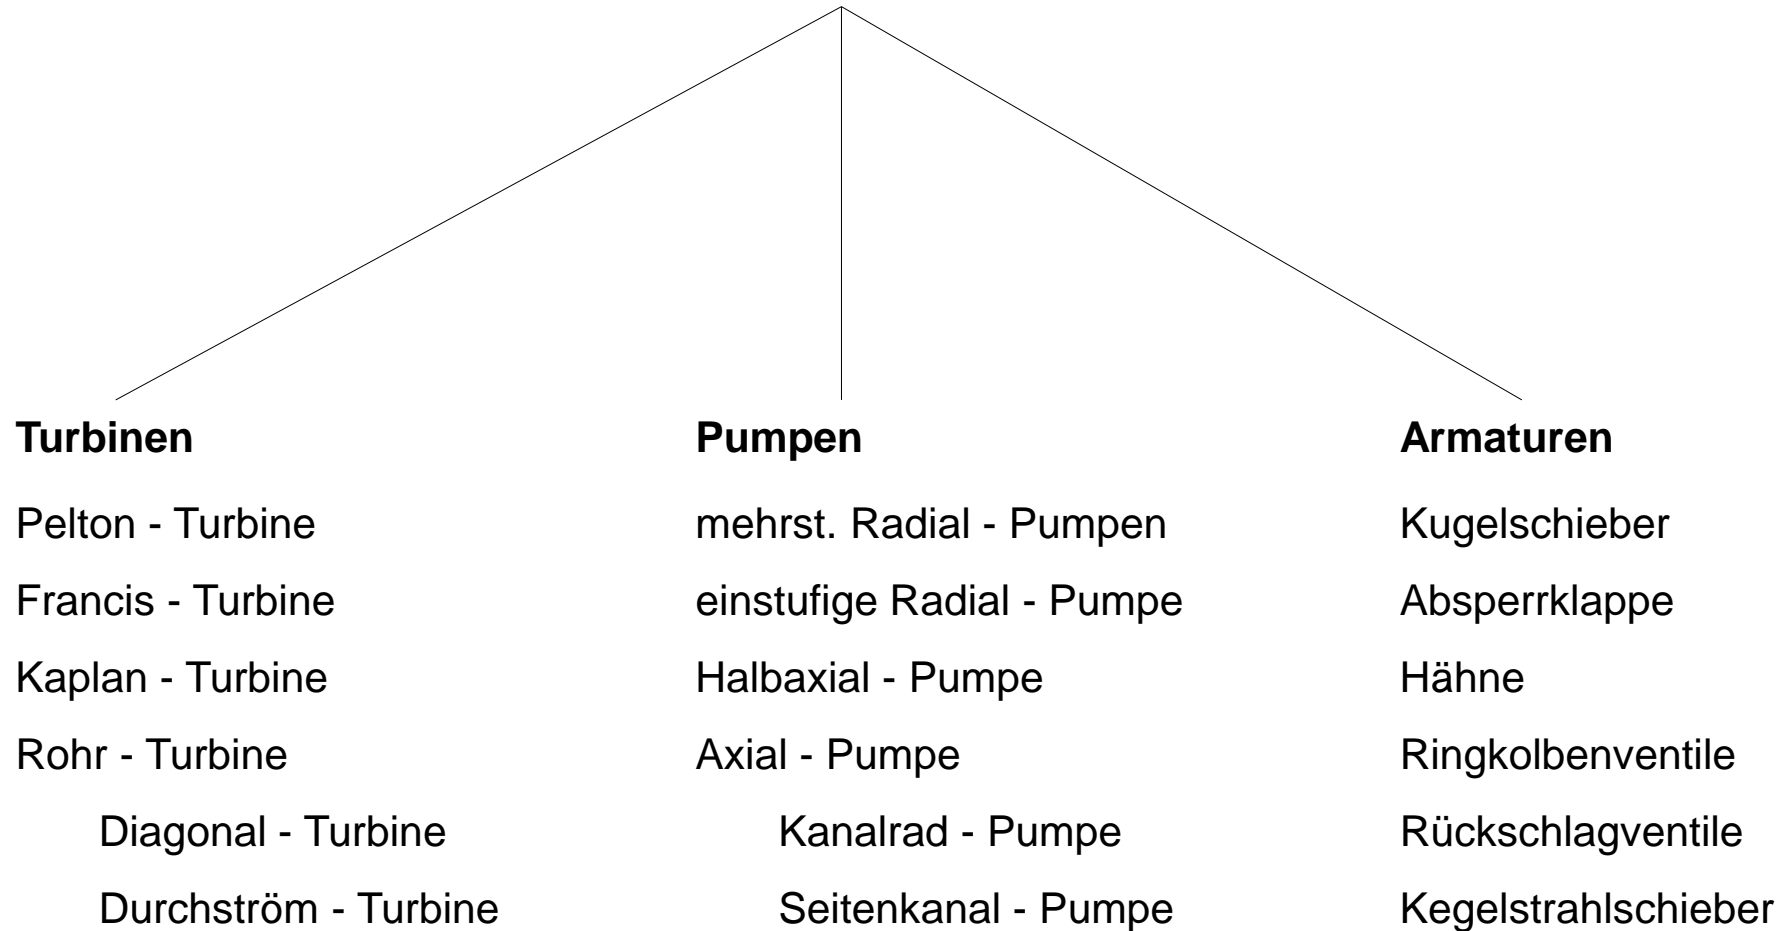 Turbinen
Pelton - Turbine
Francis - Turbine
Kaplan - Turbine
Rohr - Turbine
Diagonal - Turbine
Durchström - Turbine
Pumpen
mehrst. Radial - Pumpen
einstufige Radial - Pumpe
Halbaxial - Pumpe
Axial - Pumpe
Kanalrad - Pumpe
Seitenkanal - Pumpe
Armaturen
Kugelschieber
Absperrklappe
Hähne
Ringkolbenventile
Rückschlagventile
Kegelstrahlschieber